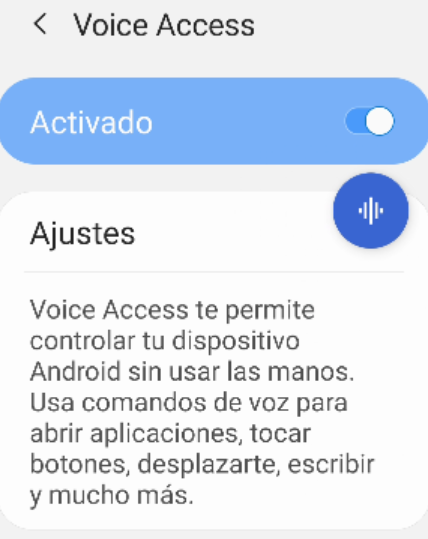 Voice Access
Activado
Ajustes
Voice Access te permite
controlar tu dispositivo
Android sin usar las manos.
Usa comandos de voz para
abrir aplicaciones, tocar
botones, desplazarte, escribir
y mucho más.